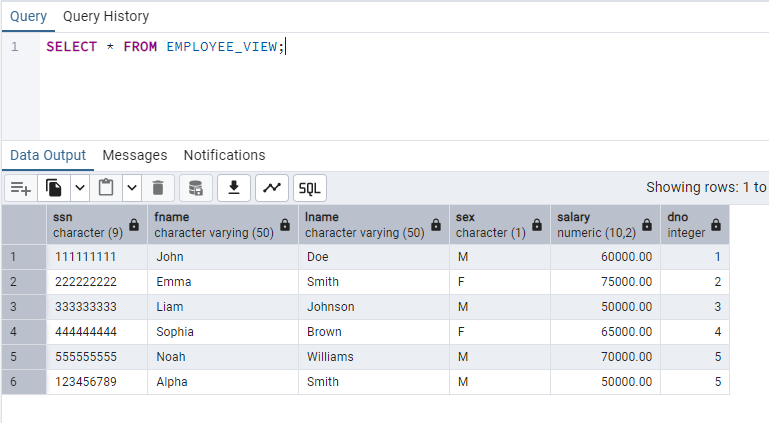 Query Query History
1 SELECT * FROM EMPLOYEE_VIEW;
Data Output Messages Notifications
SQL Showing rows: 1 to
ssn fname lname sex salary dno
character (9) character varying (50) character varying (50) character (1) numeric (10,2) integer
1 111111111 John Doe M 60000.00 1
2 222222222 Emma Smith F 75000.00 2
3 333333333 Liam Johnson M 50000.00 3
4 444444444 Sophia Brown F 65000.00 4
5 555555555 Noah Williams M 70000.00 5
6 123456789 Alpha Smith M 50000.00 5